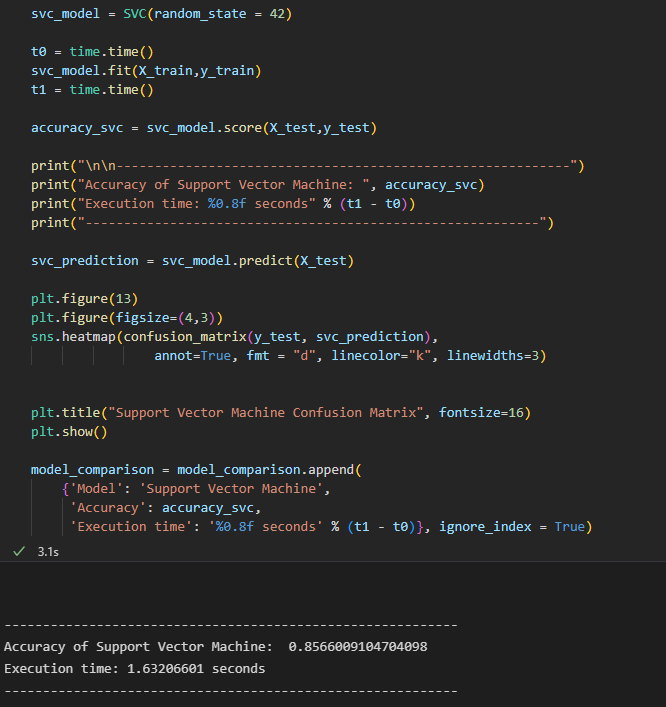 svc_model = SVC(random_state = 42)
t0 = time.time()
svc_model.fit(X_train,y_train)
t1 = time.time()
accuracy_svc = svc_model.score(X_test,y_test)
print("\n\n-----------------------------------------------------------")
print("Accuracy of Support Vector Machine: ", accuracy_svc)
print("Execution time: %0.8f seconds" % (t1 - t0))
print("-----------------------------------------------------------")
svc_prediction = svc_model.predict(X_test)
plt.figure(13)
plt.figure(figsize=(4,3))
sns.heatmap(confusion_matrix(y_test, svc_prediction),
                annot=True, fmt = "d", linecolor="k", linewidths=3)
plt.title("Support Vector Machine Confusion Matrix", fontsize=16)
plt.show()
model_comparison = model_comparison.append(
    {'Model': 'Support Vector Machine',
     'Accuracy': accuracy_svc,
     'Execution time': '%0.8f seconds' % (t1 - t0)}, ignore_index = True)
3.1s
-----------------------------------------------------------
Accuracy of Support Vector Machine:  0.8566009104704098
Execution time: 1.63206601 seconds
-----------------------------------------------------------